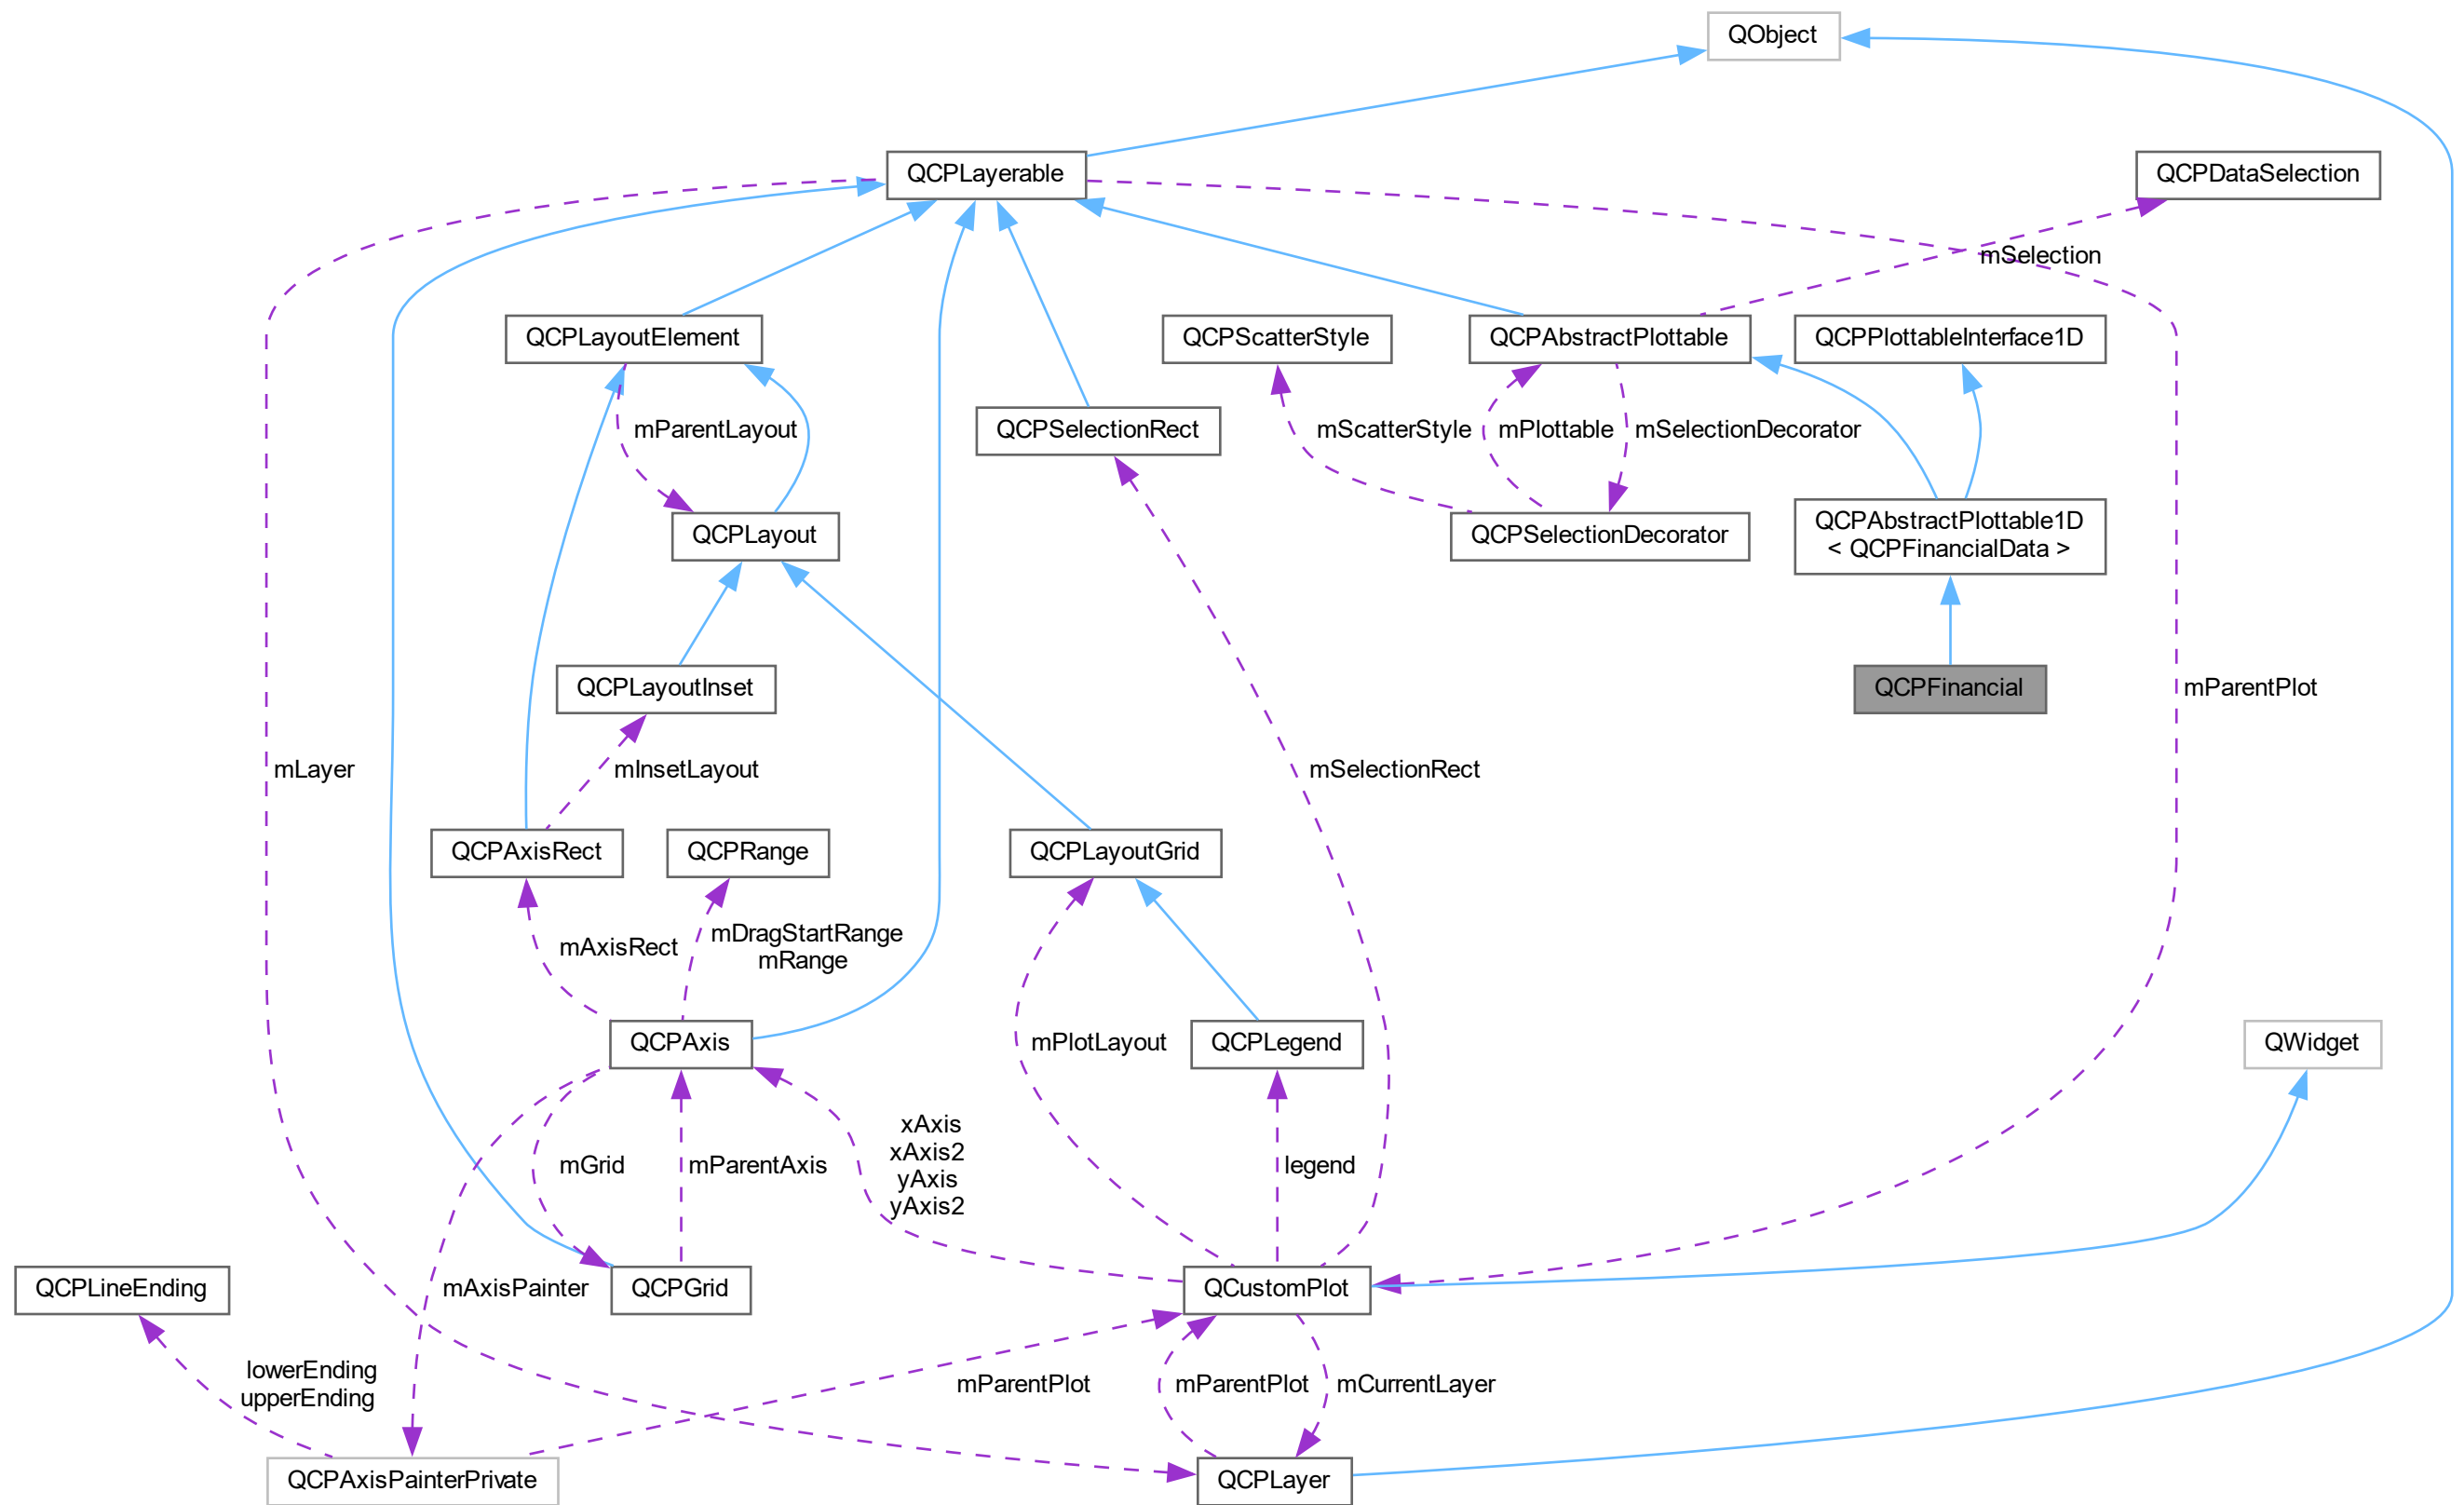 QObject
QCPLayerable
QCPDataSelection
mSelection
QCPLayoutElement
QCPScatterStyle
QCPAbstractPlottable
QCPPlottableInterface1D
QCPSelectionRect
mParentLayout
mScatterStyle
mPlottable
mSelectionDecorator
QCPLayout
QCPSelectionDecorator
QCPAbstractPlottable1D
< QCPFinancialData >
QCPLayoutInset
QCPFinancial
mParentPlot
mLayer
mInsetLayout
mSelectionRect
QCPAxisRect
QCPRange
QCPLayoutGrid
mAxisRect
mDragStartRange
mRange
QCPAxis
mPlotLayout
QCPLegend
QWidget
xAxis
xAxis2
yAxis
yAxis2
mGrid
mParentAxis
legend
QCPLineEnding
mAxisPainter
QCPGrid
QCustomPlot
lowerEnding
upperEnding
mParentPlot
mParentPlot
mCurrentLayer
QCPAxisPainterPrivate
QCPLayer